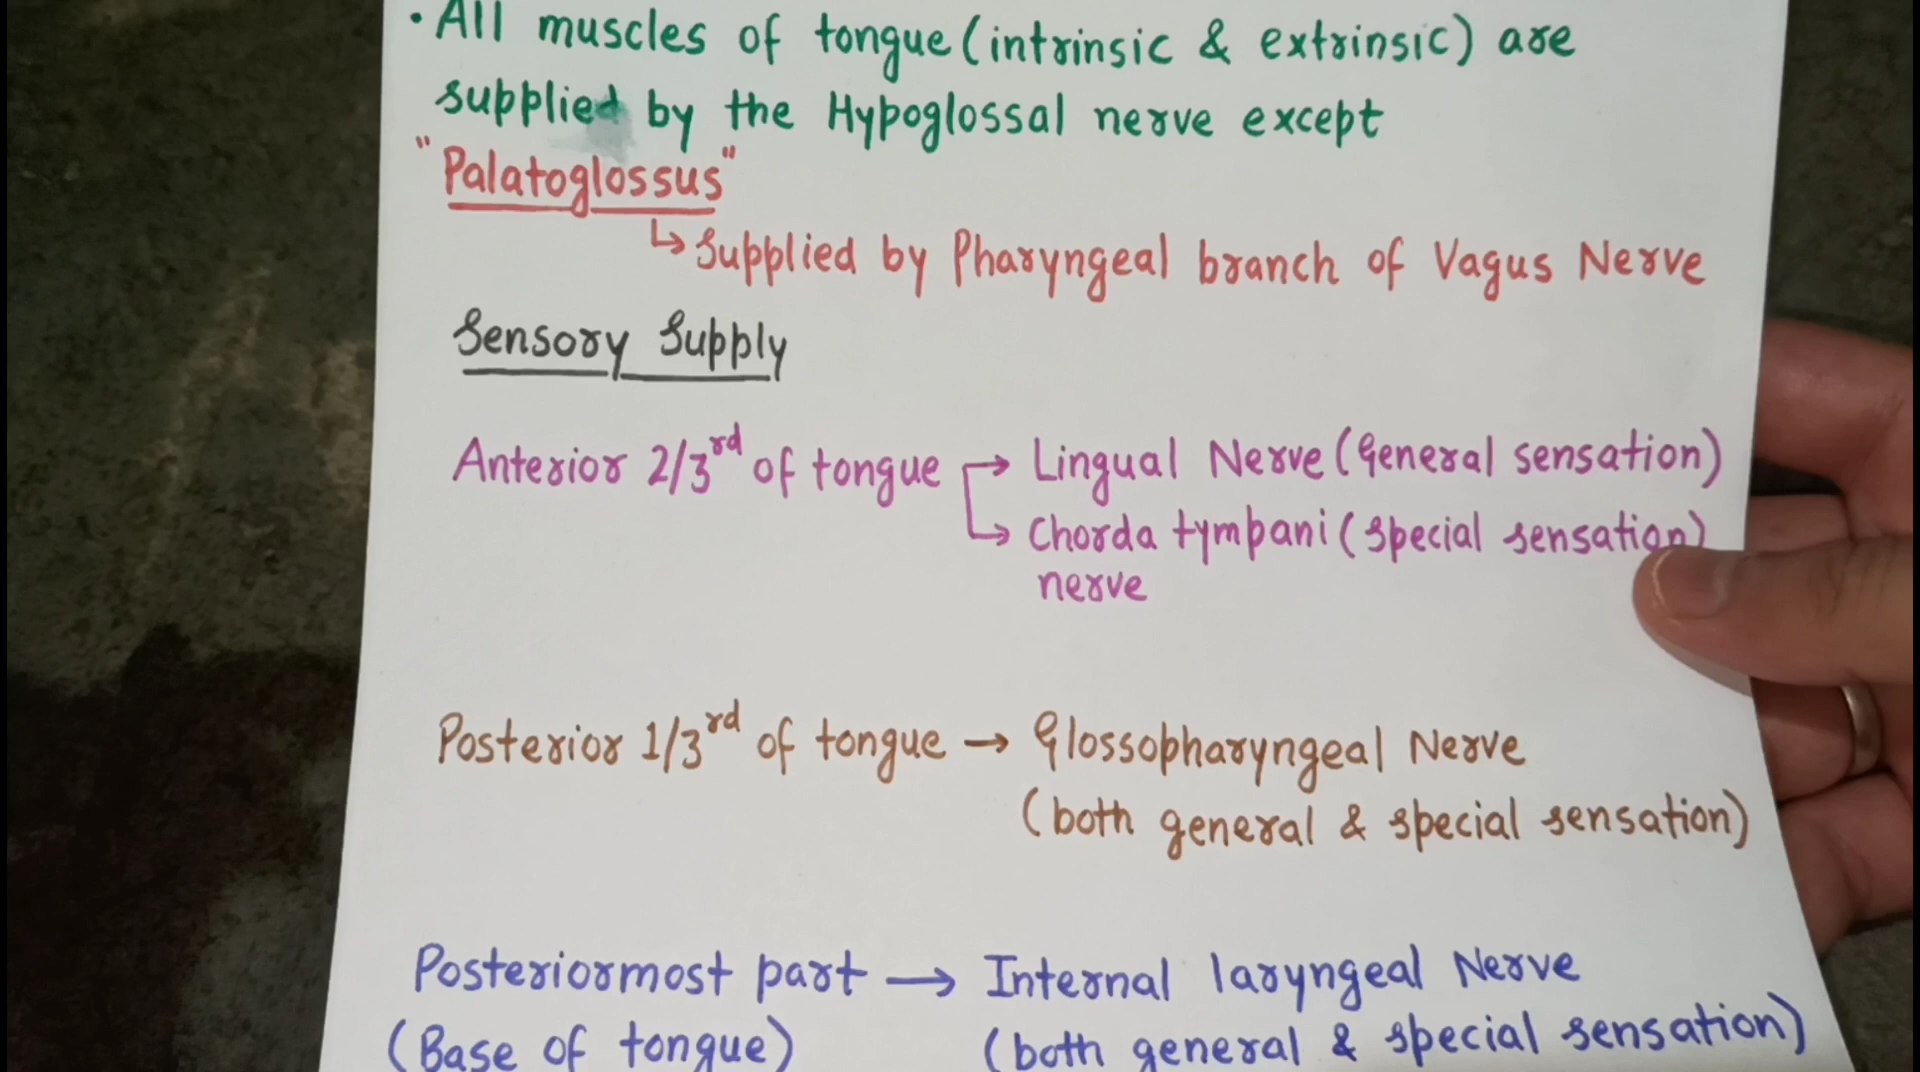 • All muscles of tongue (intrinsic & extrinsic) are
supplied by the Hypoglossal nerve except
"Palatoglossus"
↳ Supplied by Pharyngeal branch of Vagus Nerve
Sensory Supply
Anterior 2/3rd of tongue → Lingual Nerve (General sensation)
↳ Chorda tympani (special sensation)
nerve
Posterior 1/3rd of tongue → Glossopharyngeal Nerve
(both general & special sensation)
Posteriormost part → Internal laryngeal Nerve
(Base of tongue) (both general & special sensation)